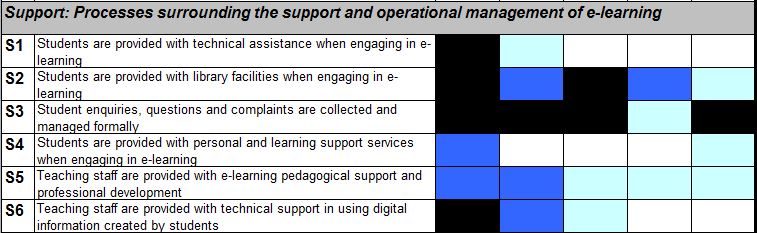 Support: Processes surrounding the support and operational management of e-learning
S1 Students are provided with technical assistance when engaging in e-
learning
S2 Students are provided with library facilities when engaging in e-
learning
S3 Student enquiries, questions and complaints are collected and
managed formally
S4 Students are provided with personal and learning support services
when engaging in e-learning
S5 Teaching staff are provided with e-learning pedagogical support and
professional development
S6 Teaching staff are provided with technical support in using digital
information created by students